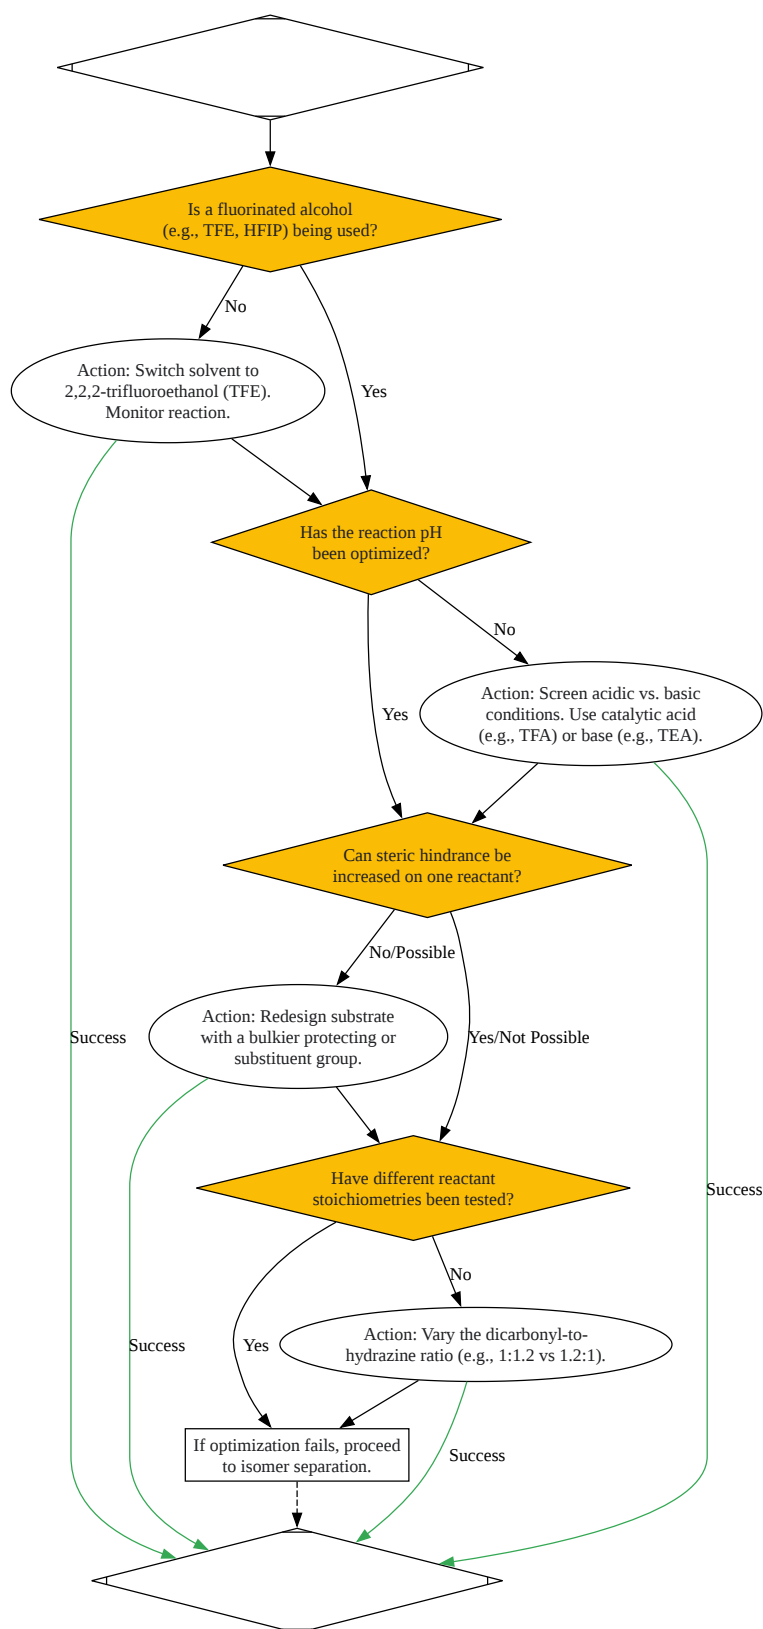 Is a fluorinated alcohol
(e.g., TFE, HFIP) being used?
No
Action: Switch solvent to
2,2,2-trifluoroethanol (TFE).
Monitor reaction.
Yes
Has the reaction pH
been optimized?
No
Action: Screen acidic vs. basic
conditions. Use catalytic acid
(e.g., TFA) or base (e.g., TEA).
Yes
Can steric hindrance be
increased on one reactant?
No/Possible
Action: Redesign substrate
with a bulkier protecting or
substituent group.
Success
Yes/Not Possible
Have different reactant
stoichiometries been tested?
Success
No
Action: Vary the dicarbonyl-to-
hydrazine ratio (e.g., 1:1.2 vs 1.2:1).
Success
Yes
If optimization fails, proceed
to isomer separation.
Success